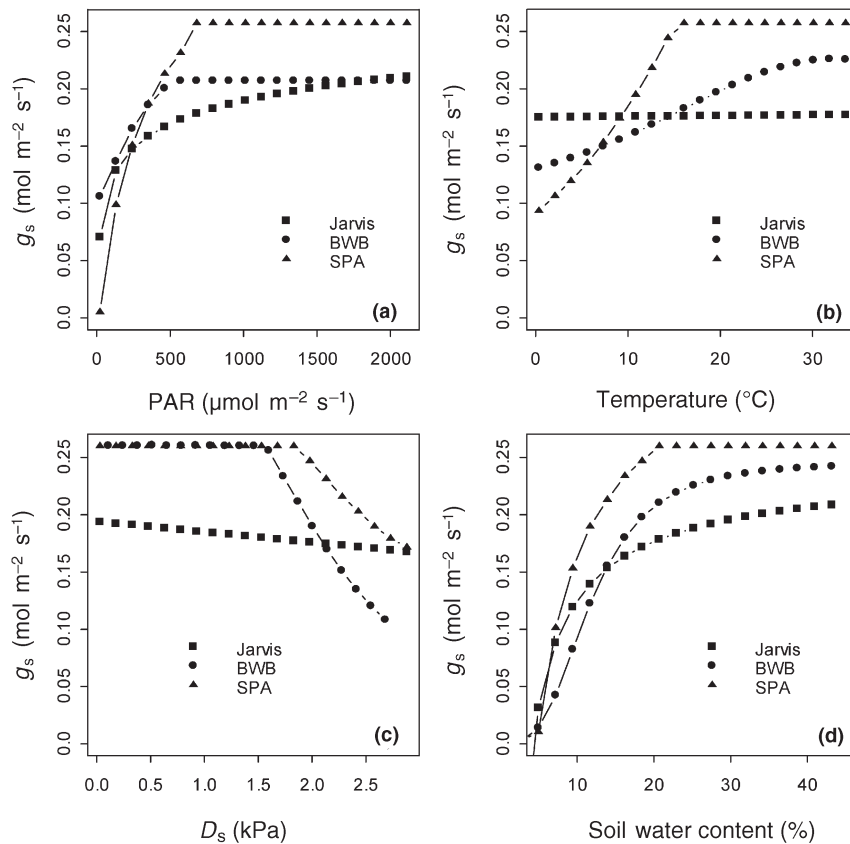 0.25
0.20
0.15
0.10
0.05
0.0
gs (mol m−2 s−1)
Jarvis
BWB
SPA
(a)
0 500 1000 1500 2000
PAR (µmol m−2 s−1)
0.25
0.20
0.15
0.10
0.05
0.0
gs (mol m−2 s−1)
Jarvis
BWB
SPA
(b)
0 10 20 30
Temperature (°C)
0.25
0.20
0.15
0.10
0.05
0.0
gs (mol m−2 s−1)
Jarvis
BWB
SPA
(c)
0.0 0.5 1.0 1.5 2.0 2.5
Ds (kPa)
0.25
0.20
0.15
0.10
0.05
0.0
gs (mol m−2 s−1)
Jarvis
BWB
SPA
(d)
10 20 30 40
Soil water content (%)